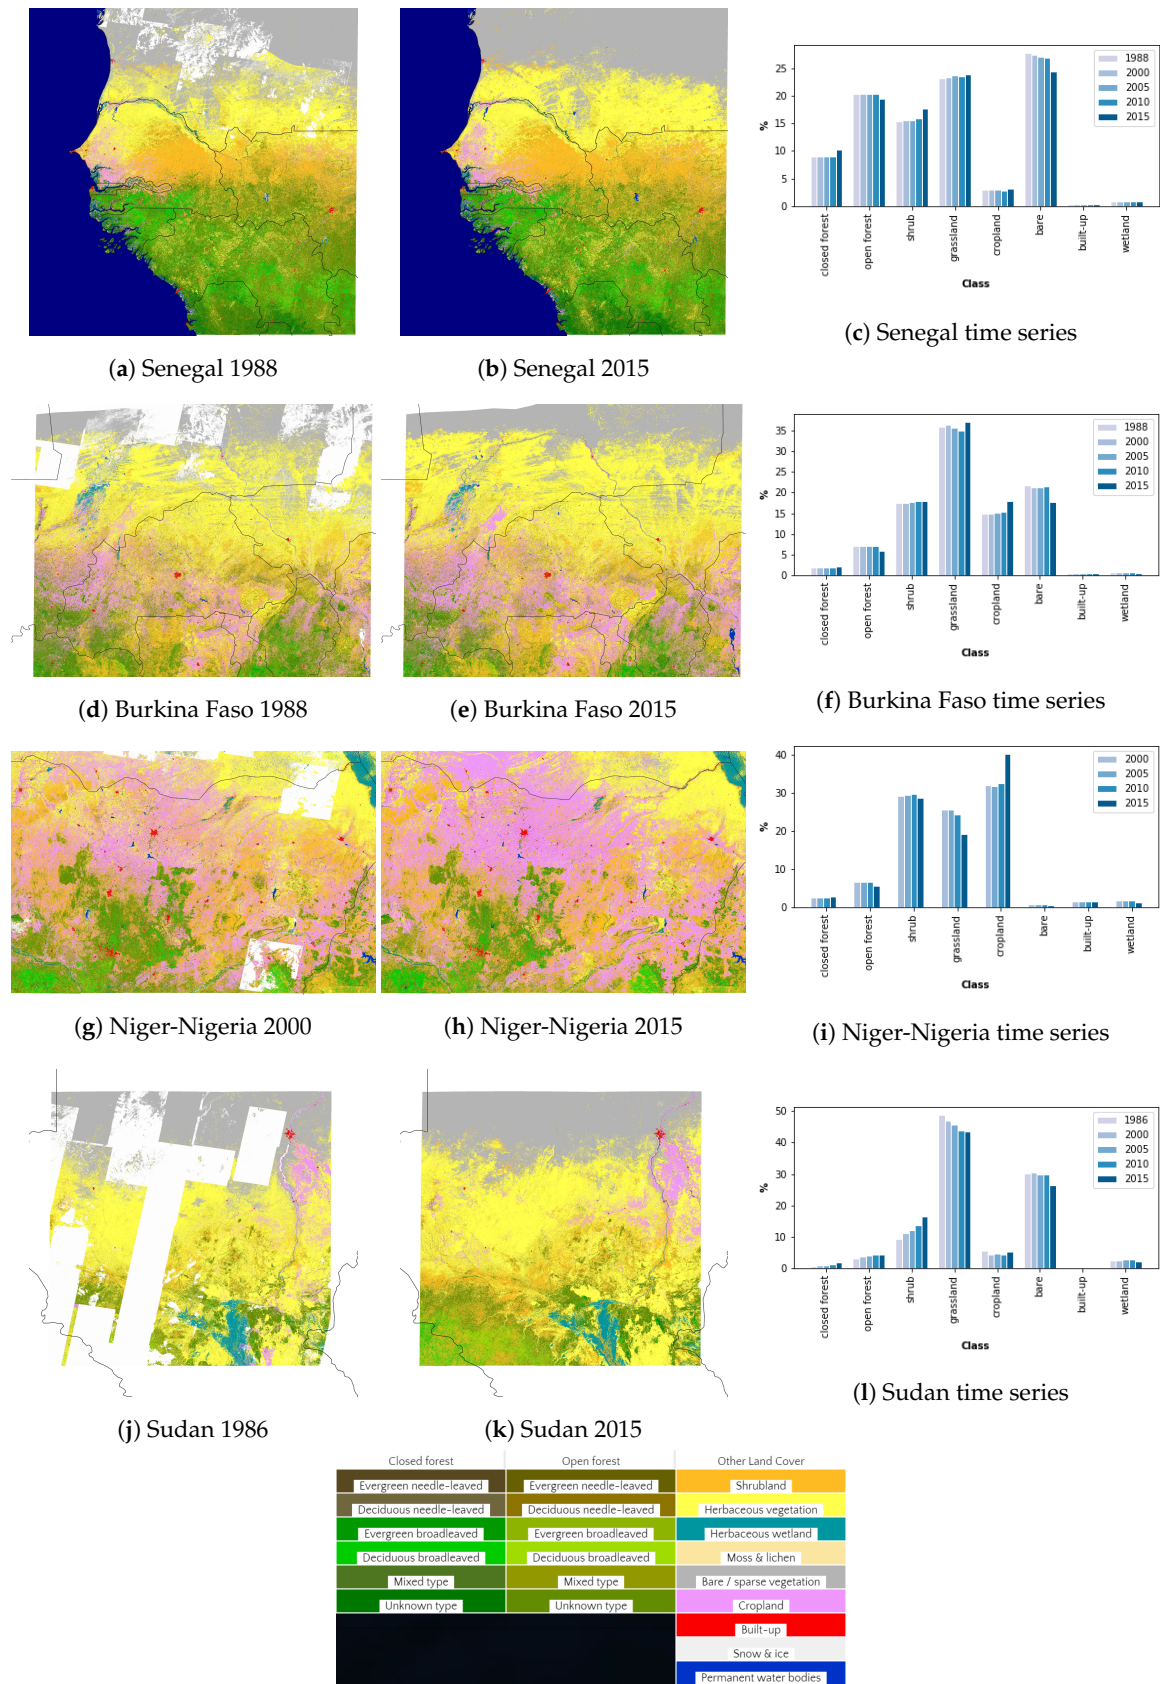 1988
2000
2005
2010
2015
25
20
15
10
5
0
%
closed forest
open forest
shrub
grassland
cropland
bare
built-up
wetland
Class
(a) Senegal 1988
(b) Senegal 2015
(c) Senegal time series
1988
2000
2005
2010
2015
35
30
25
20
15
10
5
0
%
closed forest
open forest
shrub
grassland
cropland
bare
built-up
wetland
Class
(d) Burkina Faso 1988
(e) Burkina Faso 2015
(f) Burkina Faso time series
2000
2005
2010
2015
40
30
20
10
0
%
closed forest
open forest
shrub
grassland
cropland
bare
built-up
wetland
Class
(g) Niger-Nigeria 2000
(h) Niger-Nigeria 2015
(i) Niger-Nigeria time series
1986
2000
2005
2010
2015
50
40
30
20
10
0
%
closed forest
open forest
shrub
grassland
cropland
bare
built-up
wetland
Class
(j) Sudan 1986
(k) Sudan 2015
(l) Sudan time series
Closed forest Open forest Other Land Cover
Evergreen needle-leaved Evergreen needle-leaved Shrubland
Deciduous needle-leaved Deciduous needle-leaved Herbaceous vegetation
Evergreen broadleaved Evergreen broadleaved Herbaceous wetland
Deciduous broadleaved Deciduous broadleaved Moss & lichen
Mixed type Mixed type Bare / sparse vegetation
Unknown type Unknown type Cropland
Built-up
Snow & ice
Permanent water bodies